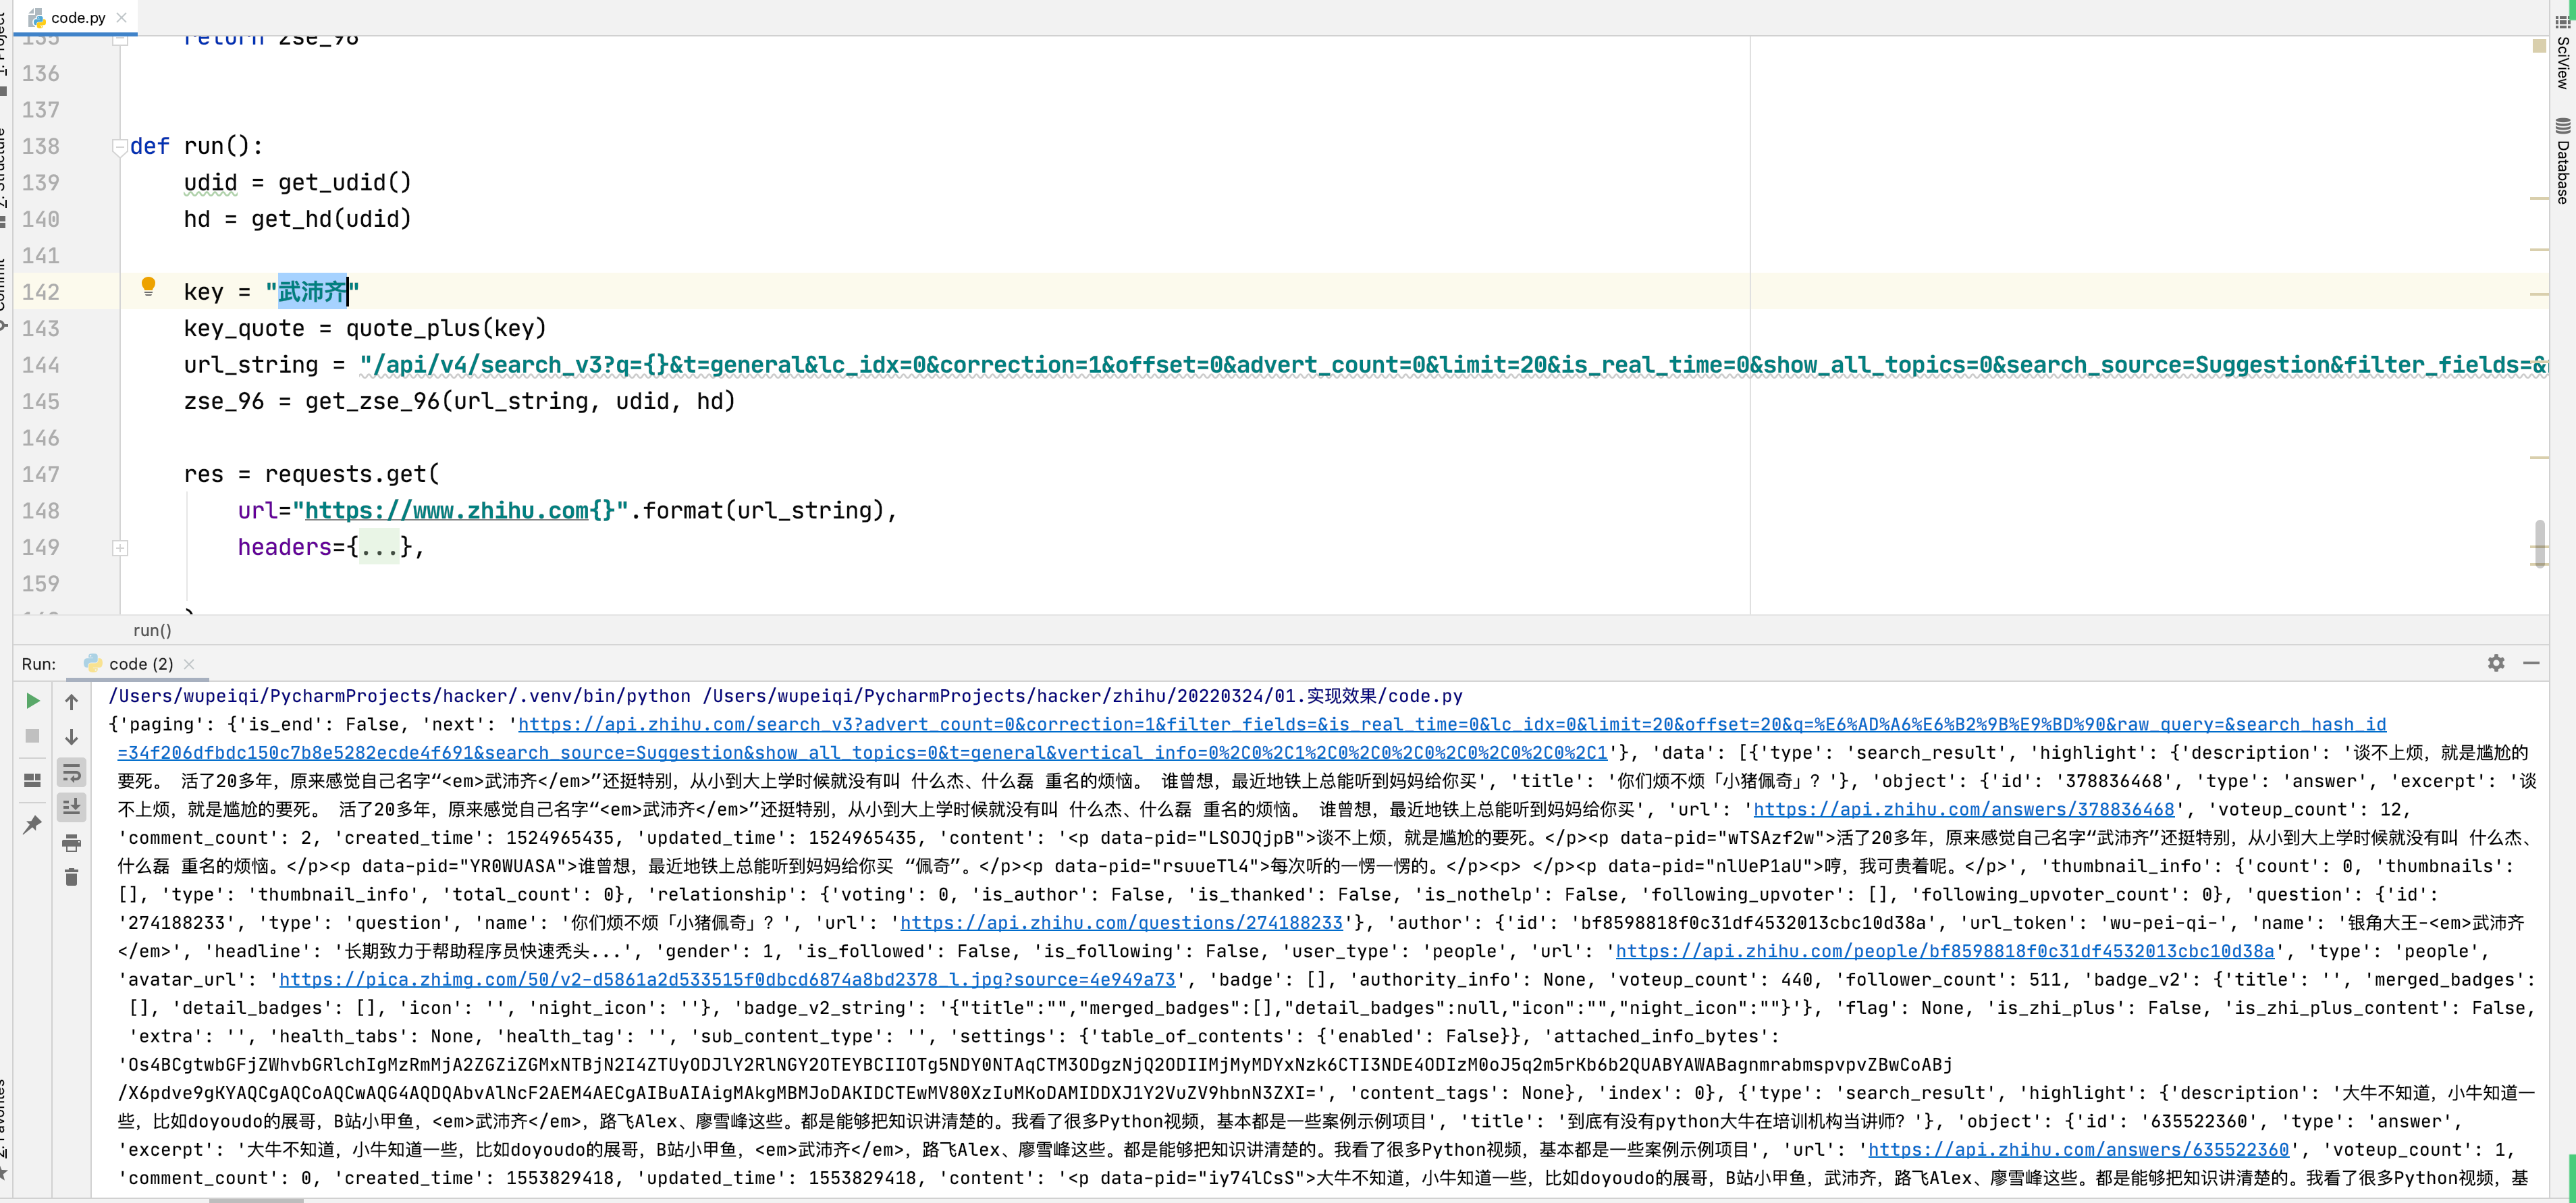 code.py
135 return zse_96
136
137
138 def run():
139 udid = get_udid()
140 hd = get_hd(udid)
141
142 key = "武沛齐"
143 key_quote = quote_plus(key)
144 url_string = "/api/v4/search_v3?q={}&t=general&lc_idx=0&correction=1&offset=0&advert_count=0&limit=20&is_real_time=0&show_all_topics=0&search_source=Suggestion&filter_fields=&
145 zse_96 = get_zse_96(url_string, udid, hd)
146
147 res = requests.get(
148 url="https://www.zhihu.com{}".format(url_string),
149 headers={...},
159
run()
Run: code (2)
/Users/wupeiqi/PycharmProjects/hacker/.venv/bin/python /Users/wupeiqi/PycharmProjects/hacker/zhihu/20220324/01.实现效果/code.py
{'paging': {'is_end': False, 'next': 'https://api.zhihu.com/search_v3?advert_count=0&correction=1&filter_fields=&is_real_time=0&lc_idx=0&limit=20&offset=20&q=%E6%AD%A6%E6%B2%9B%E9%BD%90&raw_query=&search_hash_id
=34f206dfbdc150c7b8e5282ecde4f691&search_source=Suggestion&show_all_topics=0&t=general&vertical_info=0%2C0%2C1%2C0%2C0%2C0%2C0%2C0%2C0%2C1'}, 'data': [{'type': 'search_result', 'highlight': {'description': '谈不上烦，就是尴尬的
要死。 活了20多年，原来感觉自己名字“<em>武沛齐</em>”还挺特别，从小到大上学时候就没有叫 什么杰、什么磊 重名的烦恼。 谁曾想，最近地铁上总能听到妈妈给你买', 'title': '你们烦不烦「小猪佩奇」？'}, 'object': {'id': '378836468', 'type': 'answer', 'excerpt': '谈
不上烦，就是尴尬的要死。 活了20多年，原来感觉自己名字“<em>武沛齐</em>”还挺特别，从小到大上学时候就没有叫 什么杰、什么磊 重名的烦恼。 谁曾想，最近地铁上总能听到妈妈给你买', 'url': 'https://api.zhihu.com/answers/378836468', 'voteup_count': 12,
'comment_count': 2, 'created_time': 1524965435, 'updated_time': 1524965435, 'content': '<p data-pid="LSOJQjpB">谈不上烦，就是尴尬的要死。</p><p data-pid="wTSAzf2w">活了20多年，原来感觉自己名字“武沛齐”还挺特别，从小到大上学时候就没有叫 什么杰、
什么磊 重名的烦恼。</p><p data-pid="YR0WUASA">谁曾想，最近地铁上总能听到妈妈给你买 “佩奇”。</p><p data-pid="rsuueTl4">每次听的一愣一愣的。</p><p> </p><p data-pid="nlUeP1aU">哼，我可贵着呢。</p>', 'thumbnail_info': {'count': 0, 'thumbnails':
[], 'type': 'thumbnail_info', 'total_count': 0}, 'relationship': {'voting': 0, 'is_author': False, 'is_thanked': False, 'is_nothelp': False, 'following_upvoter': [], 'following_upvoter_count': 0}, 'question': {'id':
'274188233', 'type': 'question', 'name': '你们烦不烦「小猪佩奇」？', 'url': 'https://api.zhihu.com/questions/274188233'}, 'author': {'id': 'bf8598818f0c31df4532013cbc10d38a', 'url_token': 'wu-pei-qi-', 'name': '银角大王-<em>武沛齐
</em>', 'headline': '长期致力于帮助程序员快速秃头...', 'gender': 1, 'is_followed': False, 'is_following': False, 'user_type': 'people', 'url': 'https://api.zhihu.com/people/bf8598818f0c31df4532013cbc10d38a', 'type': 'people',
'avatar_url': 'https://pica.zhimg.com/50/v2-d5861a2d533515f0dbcd6874a8bd2378_l.jpg?source=4e949a73', 'badge': [], 'authority_info': None, 'voteup_count': 440, 'follower_count': 511, 'badge_v2': {'title': '', 'merged_badges':
[], 'detail_badges': [], 'icon': '', 'night_icon': ''}, 'badge_v2_string': '{"title":"","merged_badges":[],"detail_badges":null,"icon":"","night_icon":""}'}, 'flag': None, 'is_zhi_plus': False, 'is_zhi_plus_content': False,
'extra': '', 'health_tabs': None, 'health_tag': '', 'sub_content_type': '', 'settings': {'table_of_contents': {'enabled': False}}, 'attached_info_bytes':
'Os4BCgtwbGFjZWhvbGRlchIgMzRmMjA2ZGZiZGMxNTBjN2I4ZTUyODJlY2RlNGY2OTEYBCIIOTg5NDY0NTAqCTM3ODgzNjQ2ODIIMjMyMDYxNzk6CTI3NDE4ODIzM0oJ5q2m5rKb6b2QUABYAWABagnmrabmspvpvZBwCoABj
/X6pdve9gKYAQCgAQCoAQCwAQG4AQDQAbvAlNcF2AEM4AECgAIBuAIAigMAkgMBMJoDAKIDCTEwMV80XzIuMKoDAMIDDXJ1Y2VuZV9hbnN3ZXI=', 'content_tags': None}, 'index': 0}, {'type': 'search_result', 'highlight': {'description': '大牛不知道，小牛知道一
些，比如doyoudo的展哥，B站小甲鱼，<em>武沛齐</em>，路飞Alex、廖雪峰这些。都是能够把知识讲清楚的。我看了很多Python视频，基本都是一些案例示例项目', 'title': '到底有没有python大牛在培训机构当讲师？'}, 'object': {'id': '635522360', 'type': 'answer',
'excerpt': '大牛不知道，小牛知道一些，比如doyoudo的展哥，B站小甲鱼，<em>武沛齐</em>，路飞Alex、廖雪峰这些。都是能够把知识讲清楚的。我看了很多Python视频，基本都是一些案例示例项目', 'url': 'https://api.zhihu.com/answers/635522360', 'voteup_count': 1,
'comment_count': 0, 'created_time': 1553829418, 'updated_time': 1553829418, 'content': '<p data-pid="iy74lCsS">大牛不知道，小牛知道一些，比如doyoudo的展哥，B站小甲鱼，武沛齐，路飞Alex、廖雪峰这些。都是能够把知识讲清楚的。我看了很多Python视频，基
SciView
Database